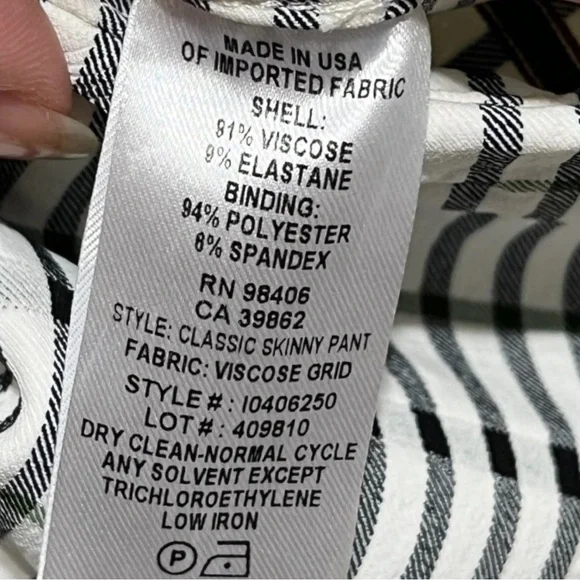 MADE IN USA
OF IMPORTED FABRIC
SHELL:
91% VISCOSE
9% ELASTANE
BINDING:
94% POLYESTER
6% SPANDEX
RN 98406
CA 39862
STYLE: CLASSIC SKINNY PANT
FABRIC: VISCOSE GRID
STYLE # : I0406250
LOT # : 409810
DRY CLEAN-NORMAL CYCLE
ANY SOLVENT EXCEPT
TRICHLOROETHYLENE
LOW IRON
P